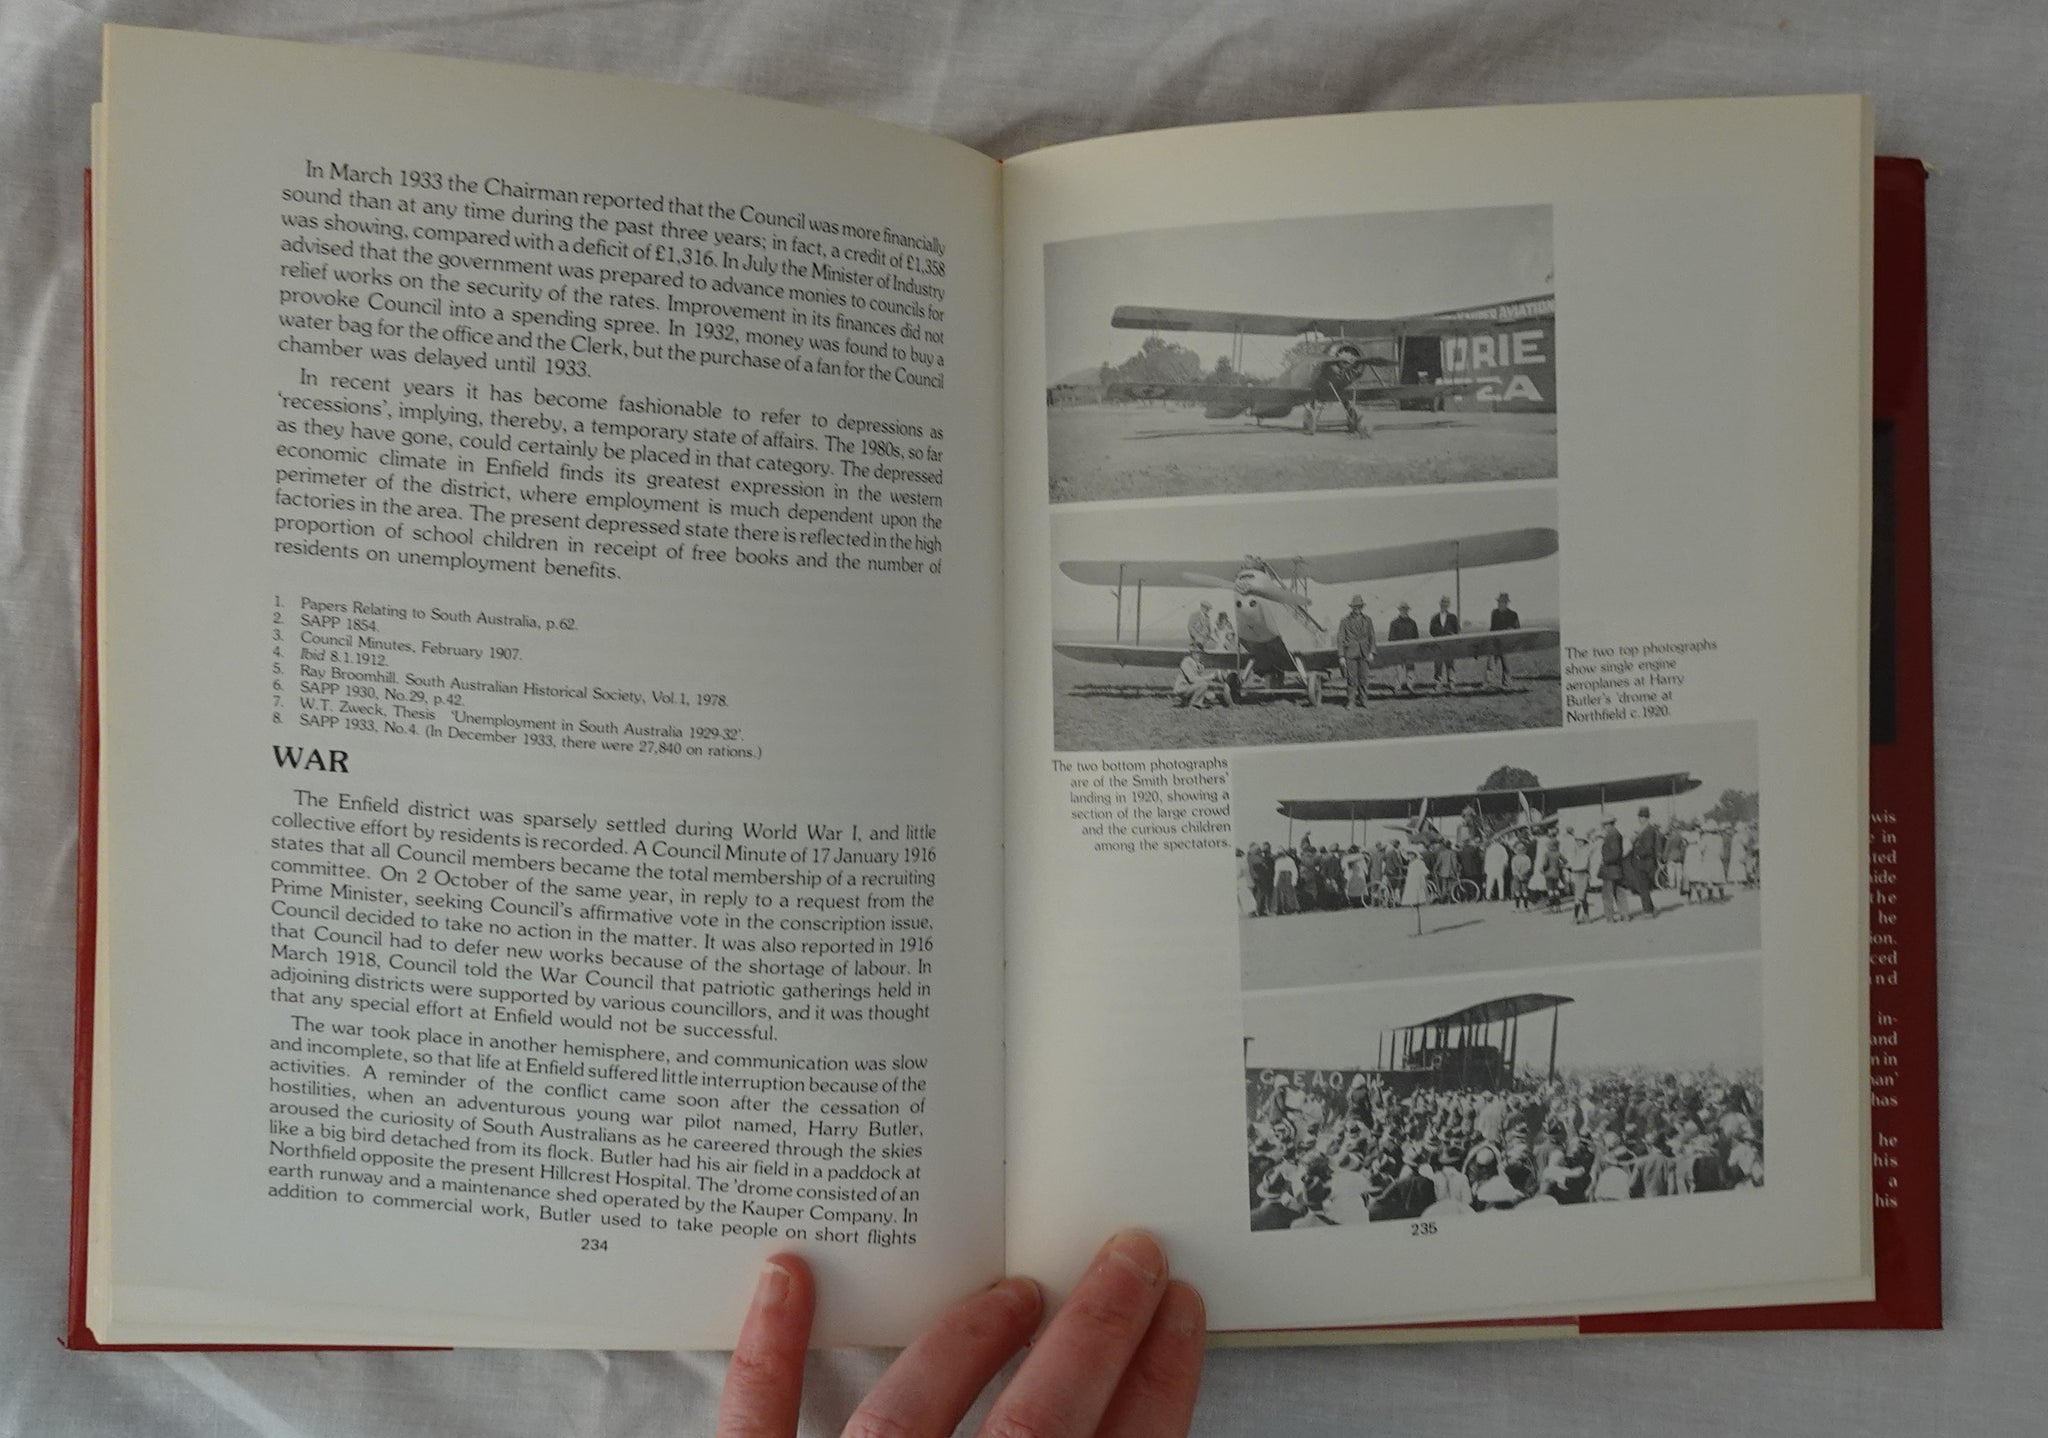 In March 1933 the Chairman reported that the Council was more financially
sound than at any time during the past three years; in fact, a credit of £1,358
was showing, compared with a deficit of £1,316. In July the Minister of Industry
advised that the government was prepared to advance monies to councils for
relief works on the security of the rates. Improvement in its finances did not
provoke Council into a spending spree. In 1932, money was found to buy a
water bag for the office and the Clerk, but the purchase of a fan for the Council
chamber was delayed until 1933.
In recent years it has become fashionable to refer to depressions as
'recessions', implying, thereby, a temporary state of affairs. The 1980s, so far
as they have gone, could certainly be placed in that category. The depressed
economic climate in Enfield finds its greatest expression in the western
perimeter of the district, where employment is much dependent upon the
factories in the area. The present depressed state there is reflected in the high
proportion of school children in receipt of free books and the number of
residents on unemployment benefits.
1. Papers Relating to South Australia, p.62.
2. SAPP 1854.
3. Council Minutes, February 1907.
4. Ibid 8.1.1912.
5. Ray Broomhill. South Australian Historical Society, Vol.1, 1978.
6. SAPP 1930, No.29, p.42.
7. W.T. Zweck, Thesis 'Unemployment in South Australia 1929-32'.
8. SAPP 1933, No.4. (In December 1933, there were 27,840 on rations.)
WAR
The Enfield district was sparsely settled during World War I, and little
collective effort by residents is recorded. A Council Minute of 17 January 1916
states that all Council members became the total membership of a recruiting
committee. On 2 October of the same year, in reply to a request from the
Prime Minister, seeking Council's affirmative vote in the conscription issue,
Council decided to take no action in the matter. It was also reported in 1916
that Council had to defer new works because of the shortage of labour. In
March 1918, Council told the War Council that patriotic gatherings held in
adjoining districts were supported by various councillors, and it was thought
that any special effort at Enfield would not be successful.
The war took place in another hemisphere, and communication was slow
and incomplete, so that life at Enfield suffered little interruption because of the
activities. A reminder of the conflict came soon after the cessation of
hostilities, when an adventurous young war pilot named, Harry Butler,
aroused the curiosity of South Australians as he careered through the skies
like a big bird detached from its flock. Butler had his air field in a paddock at
Northfield opposite the present Hillcrest Hospital. The 'drome consisted of an
earth runway and a maintenance shed operated by the Kauper Company. In
addition to commercial work, Butler used to take people on short flights
234
AVIATION
ORIE
The two top photographs
show single engine
aeroplanes at Harry
Butler's 'drome at
Northfield c.1920.
The two bottom photographs
are of the Smith brothers'
landing in 1920, showing a
section of the large crowd
and the curious children
among the spectators.
G EAO
235
wis
in
ted
ide
the
he
ion.
ced
and
in-
and
n in
an'
has
he
his
a
his